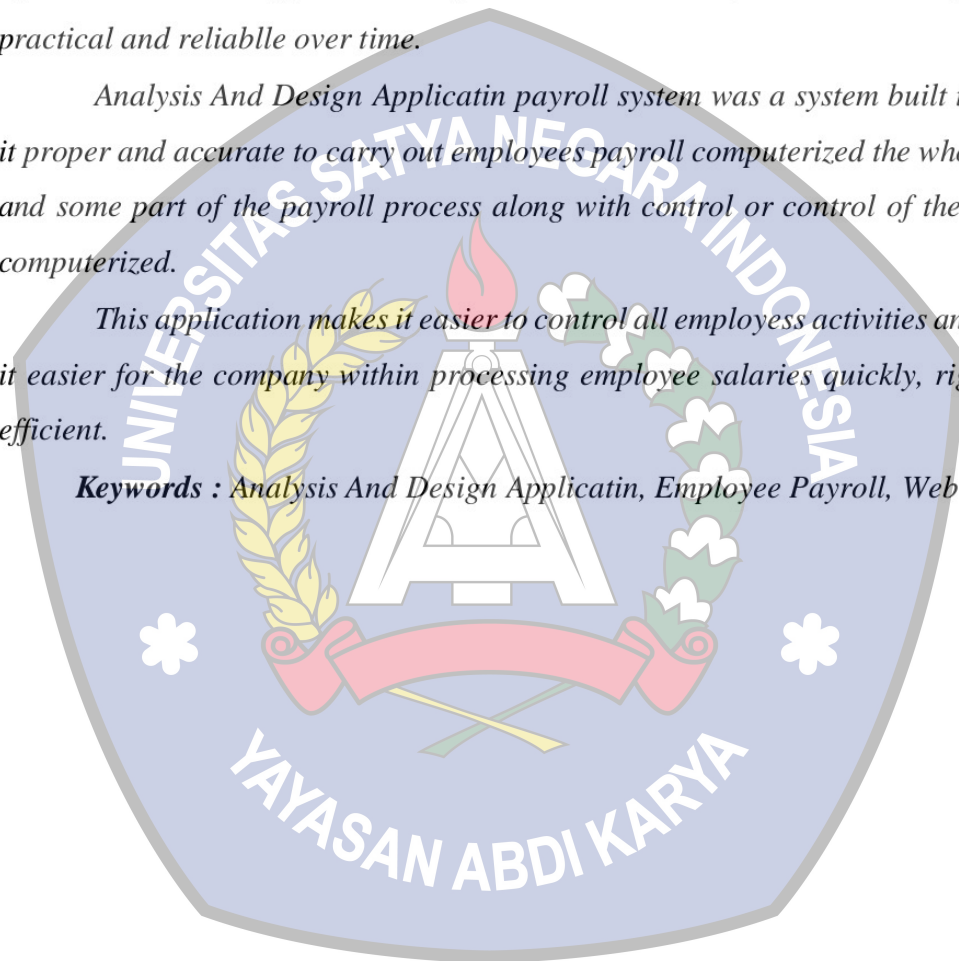 practical and reliablle over time.
Analysis And Design Applicatin payroll system was a system built
it proper and accurate to carry out employees payroll computerized the
and some part of the payroll process along with control or control of the
computerized.
This application makes it easier to control all employess activities
it easier for the company within processing employee salaries quickly,
efficient.
Keywords : Analysis And Design Applicatin, Employee Payroll, Web
UNIVERSITAS SATYA NEGARA INDONESIA
YAYASAN ABDI KARYA